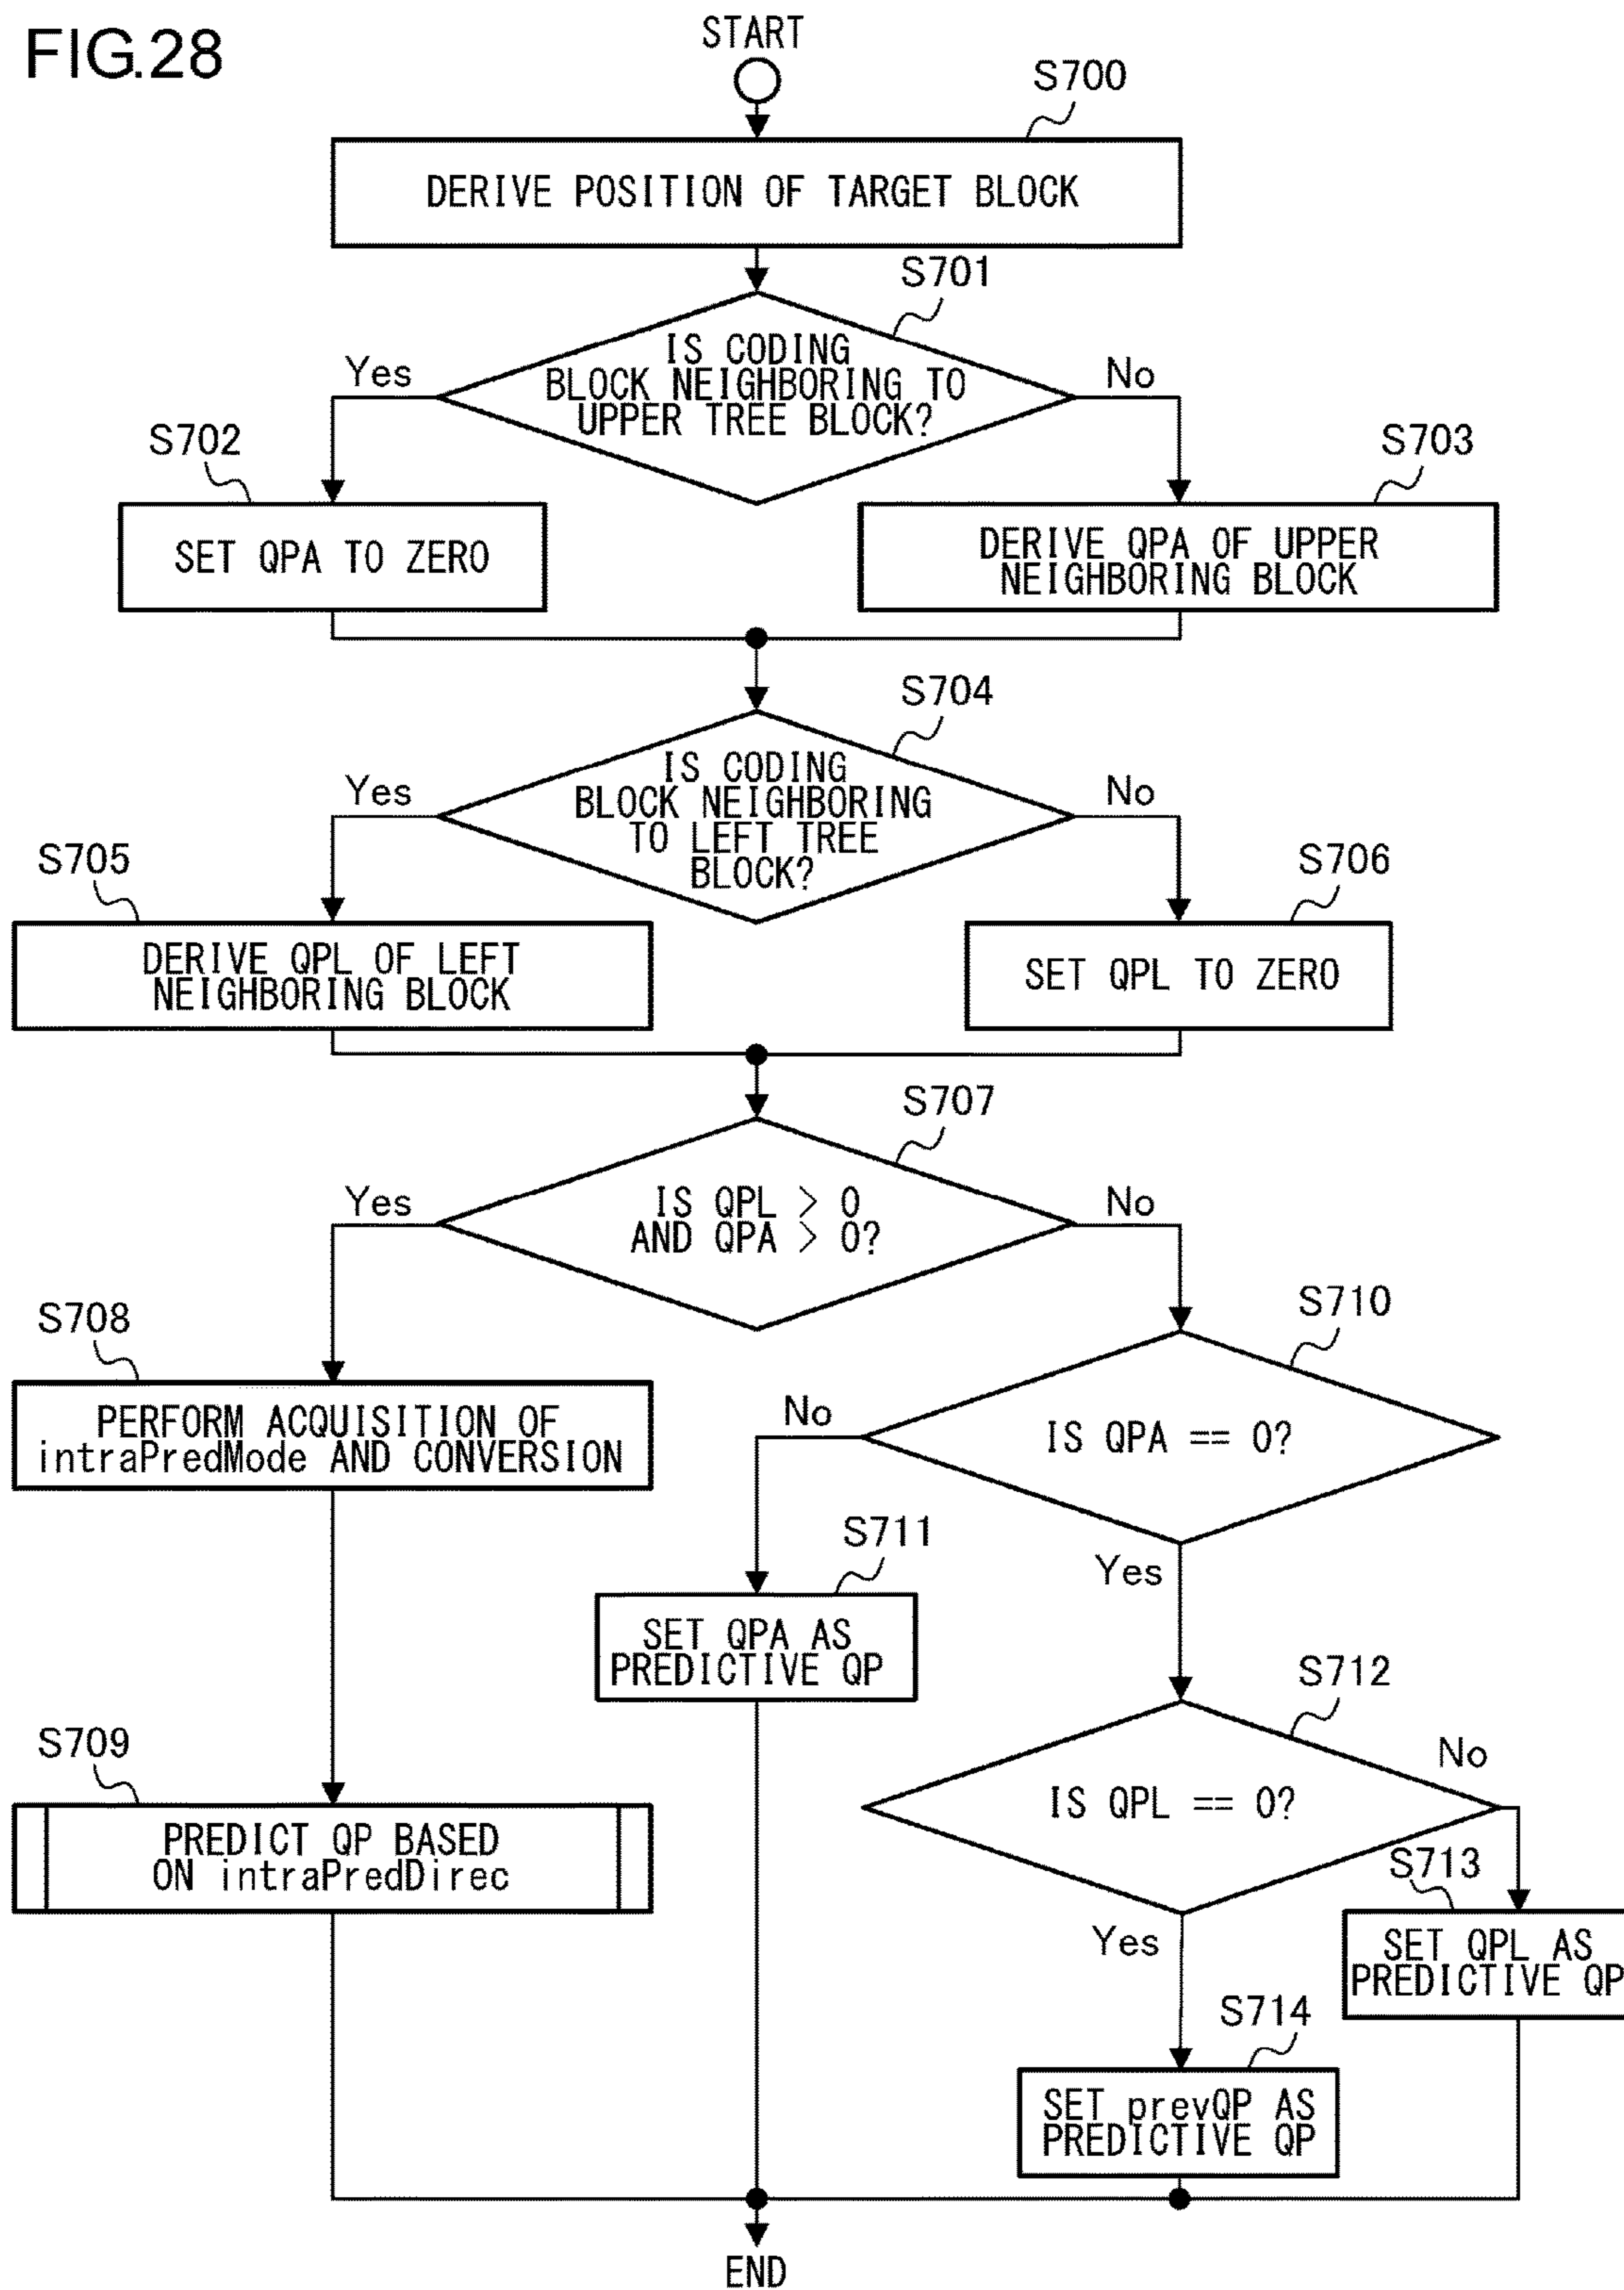 FIG.28
START
S700
DERIVE POSITION OF TARGET BLOCK
S701
IS CODING
BLOCK NEIGHBORING TO
UPPER TREE BLOCK?
Yes
No
S702
SET QPA TO ZERO
S703
DERIVE QPA OF UPPER
NEIGHBORING BLOCK
S704
IS CODING
BLOCK NEIGHBORING
TO LEFT TREE
BLOCK?
Yes
No
S705
DERIVE QPL OF LEFT
NEIGHBORING BLOCK
S706
SET QPL TO ZERO
S707
IS QPL > 0
AND QPA > 0?
Yes
No
S708
PERFORM ACQUISITION OF
intraPredMode AND CONVERSION
S710
IS QPA == 0?
No
Yes
S711
SET QPA AS
PREDICTIVE QP
S709
PREDICT QP BASED
ON intraPredDirec
S712
IS QPL == 0?
No
Yes
S713
SET QPL AS
PREDICTIVE QP
S714
SET prevQP AS
PREDICTIVE QP
END